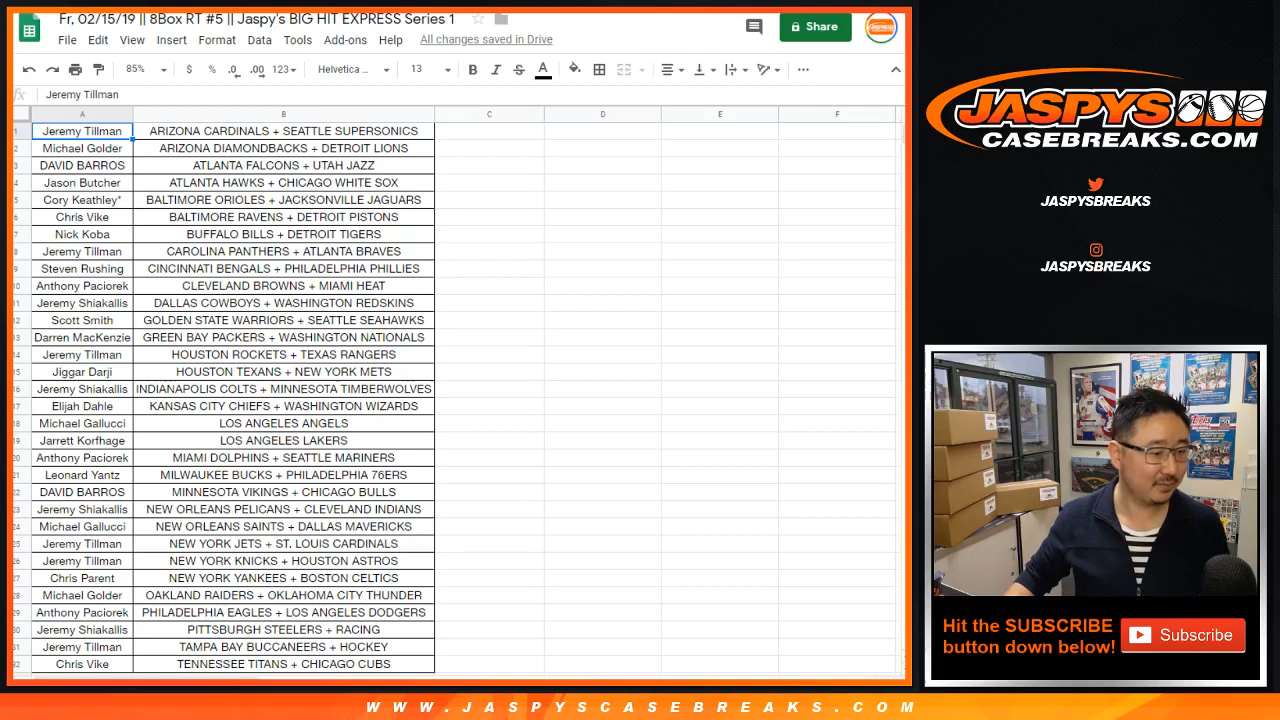 Fr, 02/15/19 || 8Box RT #5 || Jaspy's BIG HIT EXPRESS Series 1
File Edit View Insert Format Data Tools Add-ons Help All changes saved in Drive
Share
85% $ % .0 .00 123 Helvetica ... 13 B I S A
fx Jeremy Tillman
A B C D E F
1 Jeremy Tillman ARIZONA CARDINALS + SEATTLE SUPERSONICS
2 Michael Golder ARIZONA DIAMONDBACKS + DETROIT LIONS
3 DAVID BARROS ATLANTA FALCONS + UTAH JAZZ
4 Jason Butcher ATLANTA HAWKS + CHICAGO WHITE SOX
5 Cory Keathley* BALTIMORE ORIOLES + JACKSONVILLE JAGUARS
6 Chris Vike BALTIMORE RAVENS + DETROIT PISTONS
7 Nick Koba BUFFALO BILLS + DETROIT TIGERS
8 Jeremy Tillman CAROLINA PANTHERS + ATLANTA BRAVES
9 Steven Rushing CINCINNATI BENGALS + PHILADELPHIA PHILLIES
10 Anthony Paciorek CLEVELAND BROWNS + MIAMI HEAT
11 Jeremy Shiakallis DALLAS COWBOYS + WASHINGTON REDSKINS
12 Scott Smith GOLDEN STATE WARRIORS + SEATTLE SEAHAWKS
13 Darren MacKenzie GREEN BAY PACKERS + WASHINGTON NATIONALS
14 Jeremy Tillman HOUSTON ROCKETS + TEXAS RANGERS
15 Jiggar Darji HOUSTON TEXANS + NEW YORK METS
16 Jeremy Shiakallis INDIANAPOLIS COLTS + MINNESOTA TIMBERWOLVES
17 Elijah Dahle KANSAS CITY CHIEFS + WASHINGTON WIZARDS
18 Michael Gallucci LOS ANGELES ANGELS
19 Jarrett Korfhage LOS ANGELES LAKERS
20 Anthony Paciorek MIAMI DOLPHINS + SEATTLE MARINERS
21 Leonard Yantz MILWAUKEE BUCKS + PHILADELPHIA 76ERS
22 DAVID BARROS MINNESOTA VIKINGS + CHICAGO BULLS
23 Jeremy Shiakallis NEW ORLEANS PELICANS + CLEVELAND INDIANS
24 Michael Gallucci NEW ORLEANS SAINTS + DALLAS MAVERICKS
25 Jeremy Tillman NEW YORK JETS + ST. LOUIS CARDINALS
26 Jeremy Tillman NEW YORK KNICKS + HOUSTON ASTROS
27 Chris Parent NEW YORK YANKEES + BOSTON CELTICS
28 Michael Golder OAKLAND RAIDERS + OKLAHOMA CITY THUNDER
29 Anthony Paciorek PHILADELPHIA EAGLES + LOS ANGELES DODGERS
30 Jeremy Shiakallis PITTSBURGH STEELERS + RACING
31 Jeremy Tillman TAMPA BAY BUCCANEERS + HOCKEY
32 Chris Vike TENNESSEE TITANS + CHICAGO CUBS
JASPYS
CASEBREAKS.COM
JASPYSBREAKS
JASPYSBREAKS
Topps
Hit the SUBSCRIBE
button down below!
Subscribe
WWW.JASPYSCASEBREAKS.COM